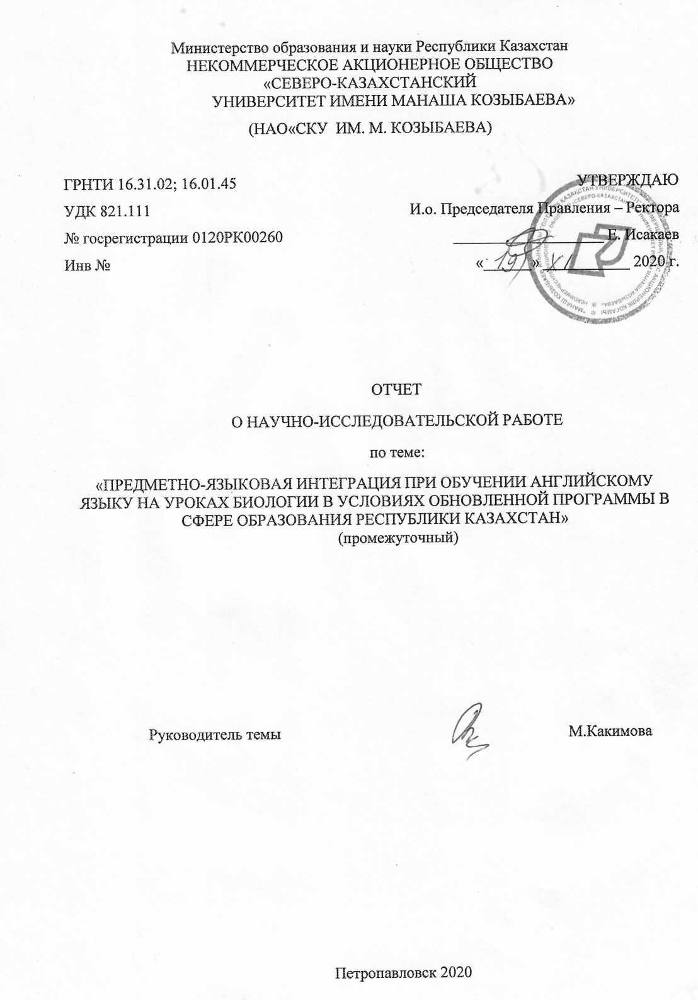 Министерство образования и науки Республики Казахстан
НЕКОММЕРЧЕСКОЕ АКЦИОНЕРНОЕ ОБЩЕСТВО
«СЕВЕРО-КАЗАХСТАНСКИЙ
УНИВЕРСИТЕТ ИМЕНИ МАНАША КОЗЫБАЕВА»
(НАО«СКУ ИМ. М. КОЗЫБАЕВА)
ГРНТИ 16.31.02; 16.01.45
УДК 821.111
№ госрегистрации 0120РК00260
Инв №
УТВЕРЖДАЮ
И.о. Председателя Правления – Ректора
Е. Исакаев
«19» XI 2020 г.
ОТЧЕТ
О НАУЧНО-ИССЛЕДОВАТЕЛЬСКОЙ РАБОТЕ
по теме:
«ПРЕДМЕТНО-ЯЗЫКОВАЯ ИНТЕГРАЦИЯ ПРИ ОБУЧЕНИИ АНГЛИЙСКОМУ
ЯЗЫКУ НА УРОКАХ БИОЛОГИИ В УСЛОВИЯХ ОБНОВЛЕННОЙ ПРОГРАММЫ В
СФЕРЕ ОБРАЗОВАНИЯ РЕСПУБЛИКИ КАЗАХСТАН»
(промежуточный)
Руководитель темы
М.Какимова
Петропавловск 2020